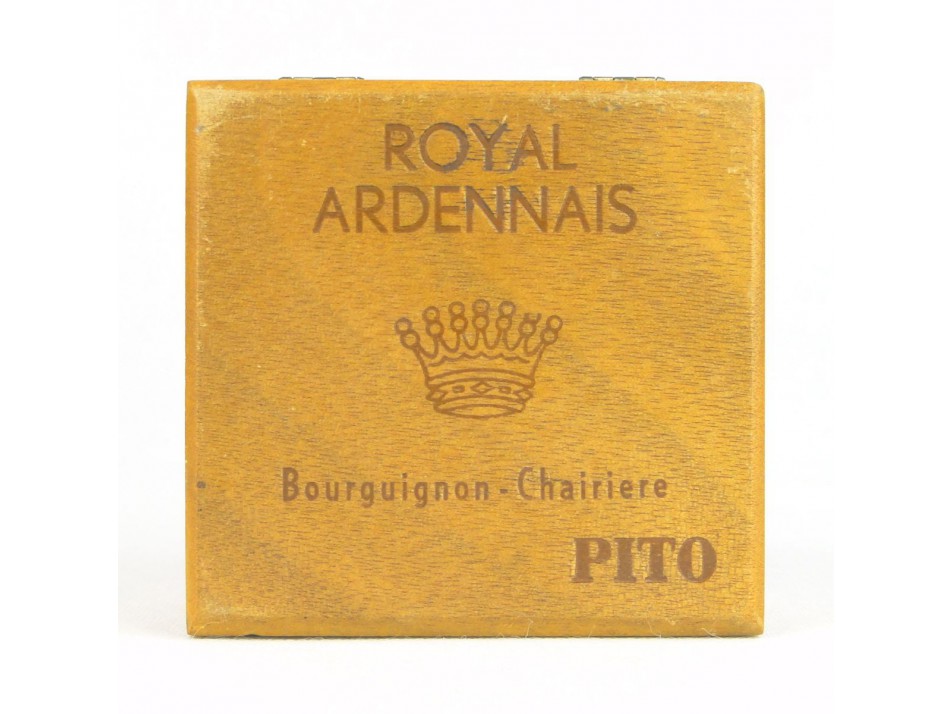 ROYAL
ARDENNAIS
Bourguignon - Chairiere
PITO